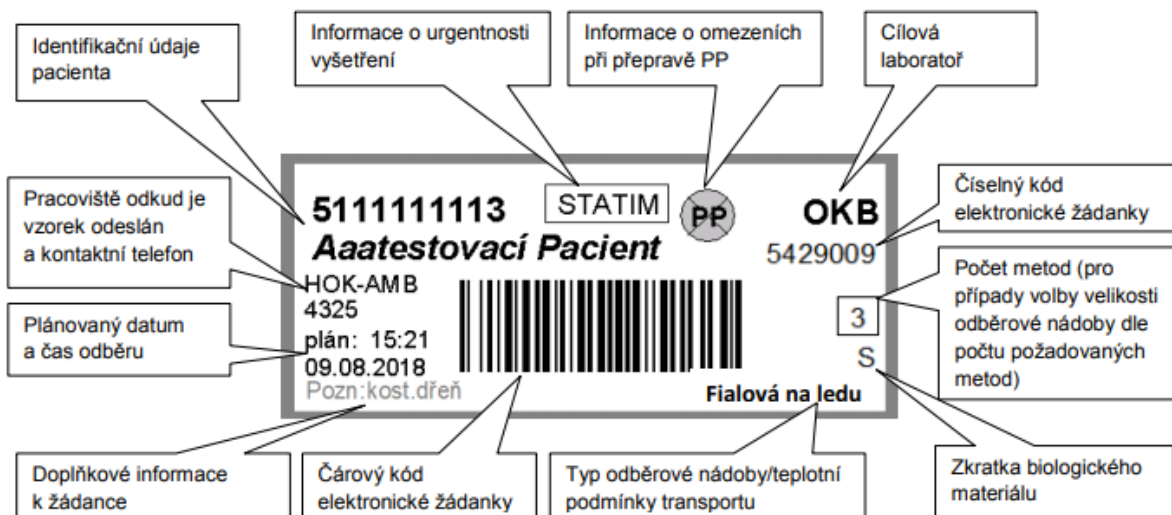 Identifikační údaje
pacienta
Informace o urgentnosti
vyšetření
Informace o omezeních
při přepravě PP
Cílová
laboratoř
Pracoviště odkud je
vzorek odeslán
a kontaktní telefon
Plánovaný datum
a čas odběru
5111111113
STATIM
PP
OKB
Aaatestovací Pacient
5429009
HOK-AMB
4325
3
plán: 15:21
09.08.2018
S
Pozn:kost.dřeň
Fialová na ledu
Číselný kód
elektronické žádanky
Počet metod (pro
případy volby velikosti
odběrové nádoby dle
počtu požadovaných
metod)
Doplňkové informace
k žádance
Čárový kód
elektronické žádanky
Typ odběrové nádoby/teplotní
podmínky transportu
Zkratka biologického
materiálu